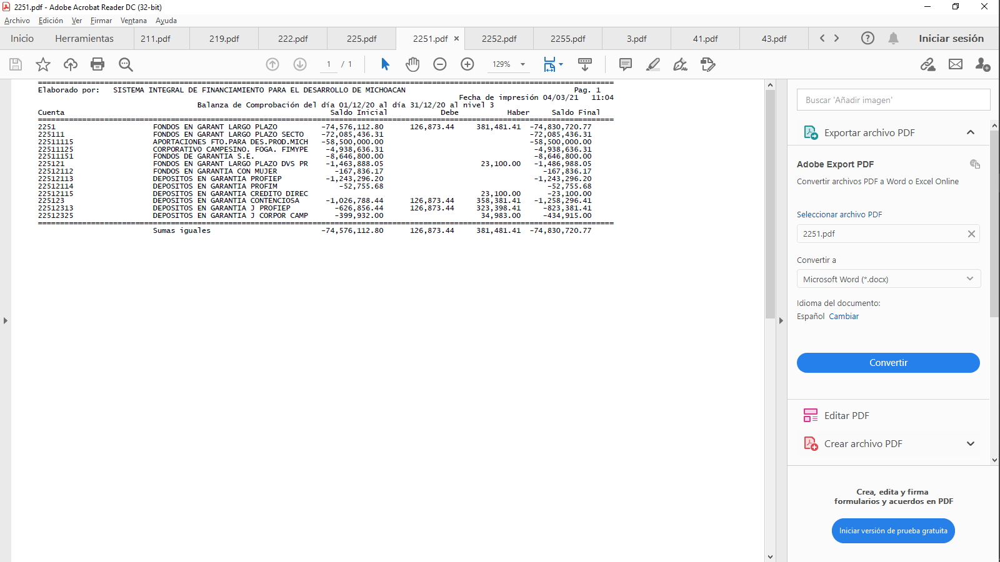 2251.pdf - Adobe Acrobat Reader DC (32-bit)
Archivo Edición Ver Firmar Ventana Ayuda
Inicio Herramientas 211.pdf 219.pdf 222.pdf 225.pdf 2251.pdf 2252.pdf 2255.pdf 3.pdf 41.pdf 43.pdf Iniciar sesión
1 / 1 129%
Elaborado por: SISTEMA INTEGRAL DE FINANCIAMIENTO PARA EL DESARROLLO DE MICHOACAN Pag. 1
Fecha de impresión 04/03/21 11:04
Balanza de Comprobación del día 01/12/20 al día 31/12/20 al nivel 3
Cuenta Saldo Inicial Debe Haber Saldo Final
2251 FONDOS EN GARANT LARGO PLAZO -74,576,112.80 126,873.44 381,481.41 -74,830,720.77
225111 FONDOS EN GARANT LARGO PLAZO SECTO -72,085,436.31 -72,085,436.31
22511115 APORTACIONES FTO.PARA DES.PROD.MICH -58,500,000.00 -58,500,000.00
22511125 CORPORATIVO CAMPESINO. FOGA. FIMYPE -4,938,636.31 -4,938,636.31
22511151 FONDOS DE GARANTIA S.E. -8,646,800.00 -8,646,800.00
225121 FONDOS EN GARANT LARGO PLAZO DVS PR -1,463,888.05 23,100.00 -1,486,988.05
22512112 FONDOS EN GARANTIA CON MUJER -167,836.17 -167,836.17
22512113 DEPOSITOS EN GARANTIA PROFIEP -1,243,296.20 -1,243,296.20
22512114 DEPOSITOS EN GARANTIA PROFIM -52,755.68 -52,755.68
22512115 DEPOSITOS EN GARANTIA CREDITO DIREC 23,100.00 -23,100.00
225123 DEPOSITOS EN GARANTIA CONTENCIOSA -1,026,788.44 126,873.44 358,381.41 -1,258,296.41
22512313 DEPOSITOS EN GARANTIA J PROFIEP -626,856.44 126,873.44 323,398.41 -823,381.41
22512325 DEPOSITOS EN GARANTIA J CORPOR CAMP -399,932.00 34,983.00 -434,915.00
Sumas iguales -74,576,112.80 126,873.44 381,481.41 -74,830,720.77
Buscar 'Añadir imagen'
Exportar archivo PDF
Adobe Export PDF
Convertir archivos PDF a Word o Excel Online
Seleccionar archivo PDF
2251.pdf
Convertir a
Microsoft Word (*.docx)
Idioma del documento:
Español Cambiar
Convertir
Editar PDF
Crear archivo PDF
Crea, edita y firma
formularios y acuerdos en PDF
Iniciar versión de prueba gratuita